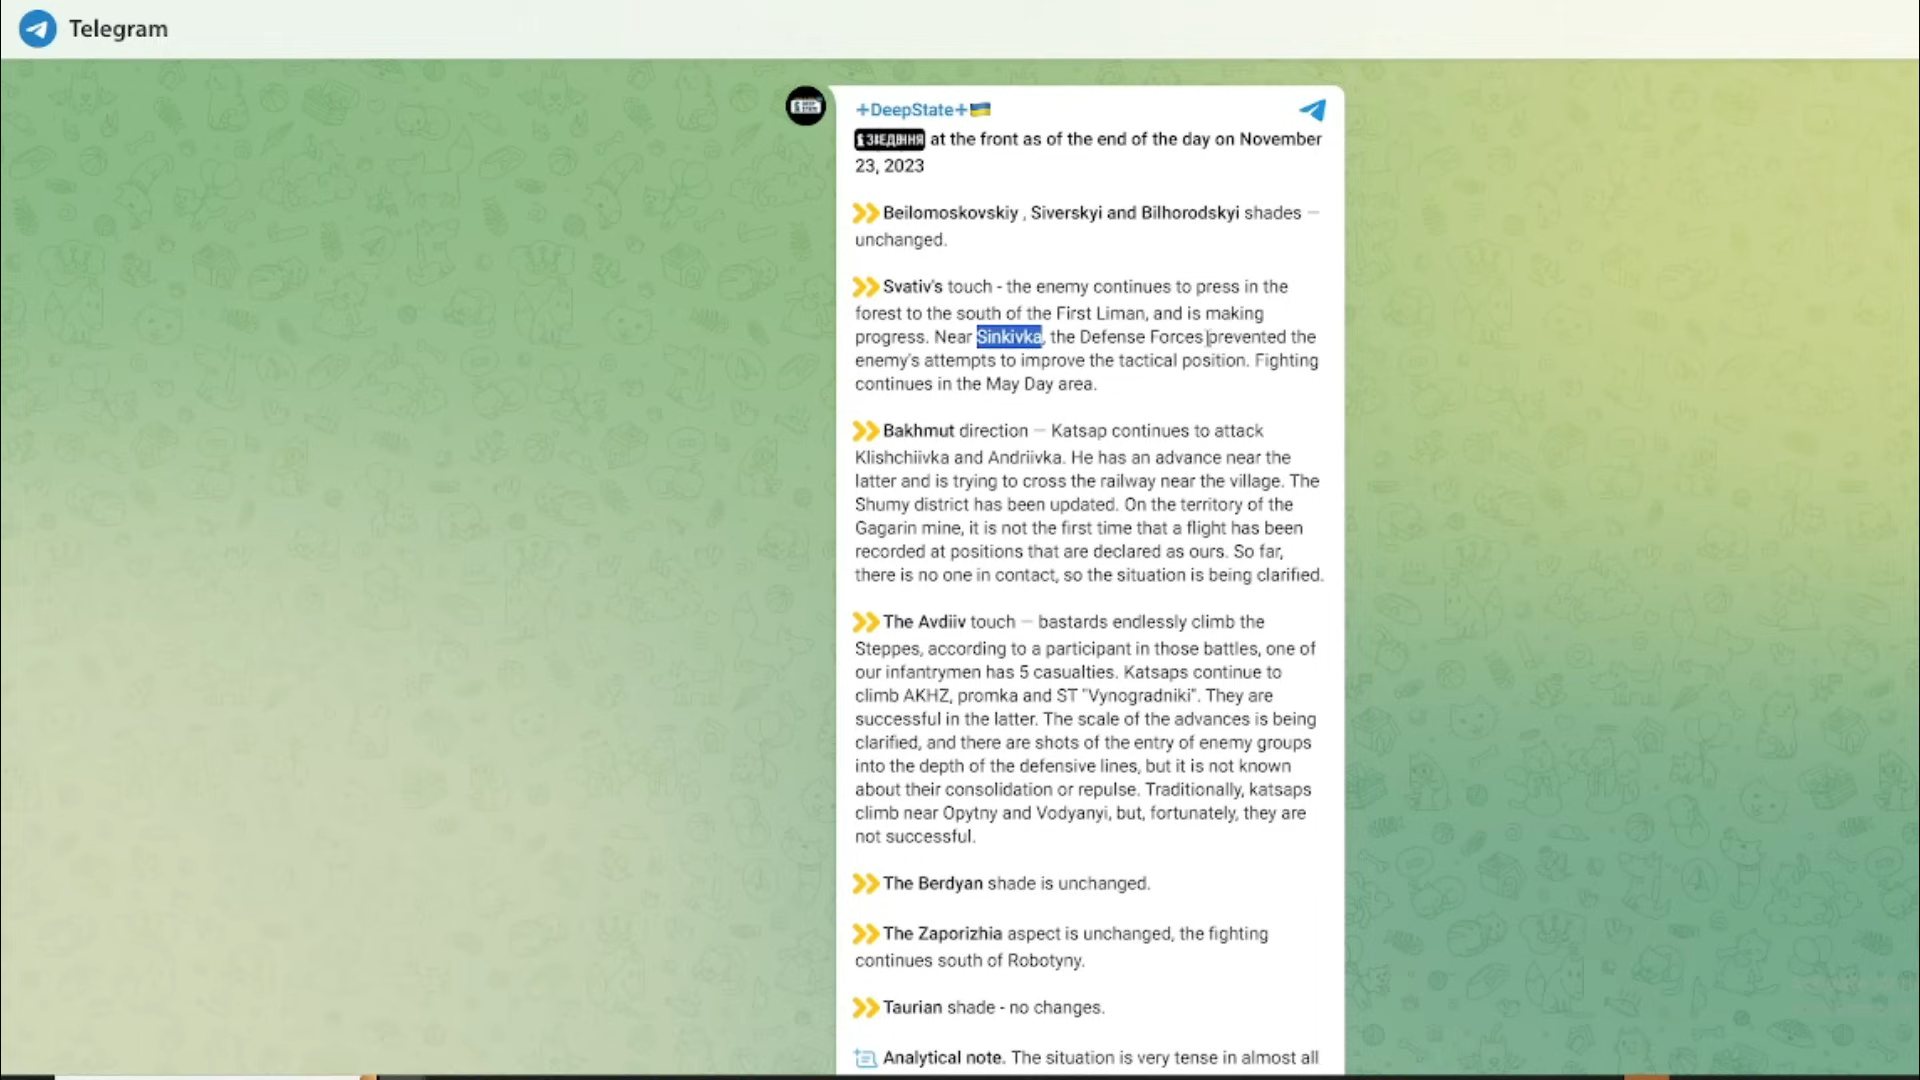 Telegram
+DeepState+
ЗІЄДІННЯ at the front as of the end of the day on November
23, 2023
Beilomoskovskiy , Siverskyi and Bilhorodskyi shades —
unchanged.
Svativ's touch - the enemy continues to press in the
forest to the south of the First Liman, and is making
progress. Near Sinkivka, the Defense Forces prevented the
enemy's attempts to improve the tactical position. Fighting
continues in the May Day area.
Bakhmut direction — Katsap continues to attack
Klishchiivka and Andriivka. He has an advance near the
latter and is trying to cross the railway near the village. The
Shumy district has been updated. On the territory of the
Gagarin mine, it is not the first time that a flight has been
recorded at positions that are declared as ours. So far,
there is no one in contact, so the situation is being clarified.
The Avdiiv touch — bastards endlessly climb the
Steppes, according to a participant in those battles, one of
our infantrymen has 5 casualties. Katsaps continue to
climb AKHZ, promka and ST "Vynogradniki". They are
successful in the latter. The scale of the advances is being
clarified, and there are shots of the entry of enemy groups
into the depth of the defensive lines, but it is not known
about their consolidation or repulse. Traditionally, katsaps
climb near Opytny and Vodyanyi, but, fortunately, they are
not successful.
The Berdyan shade is unchanged.
The Zaporizhia aspect is unchanged, the fighting
continues south of Robotyny.
Taurian shade - no changes.
Analytical note. The situation is very tense in almost all